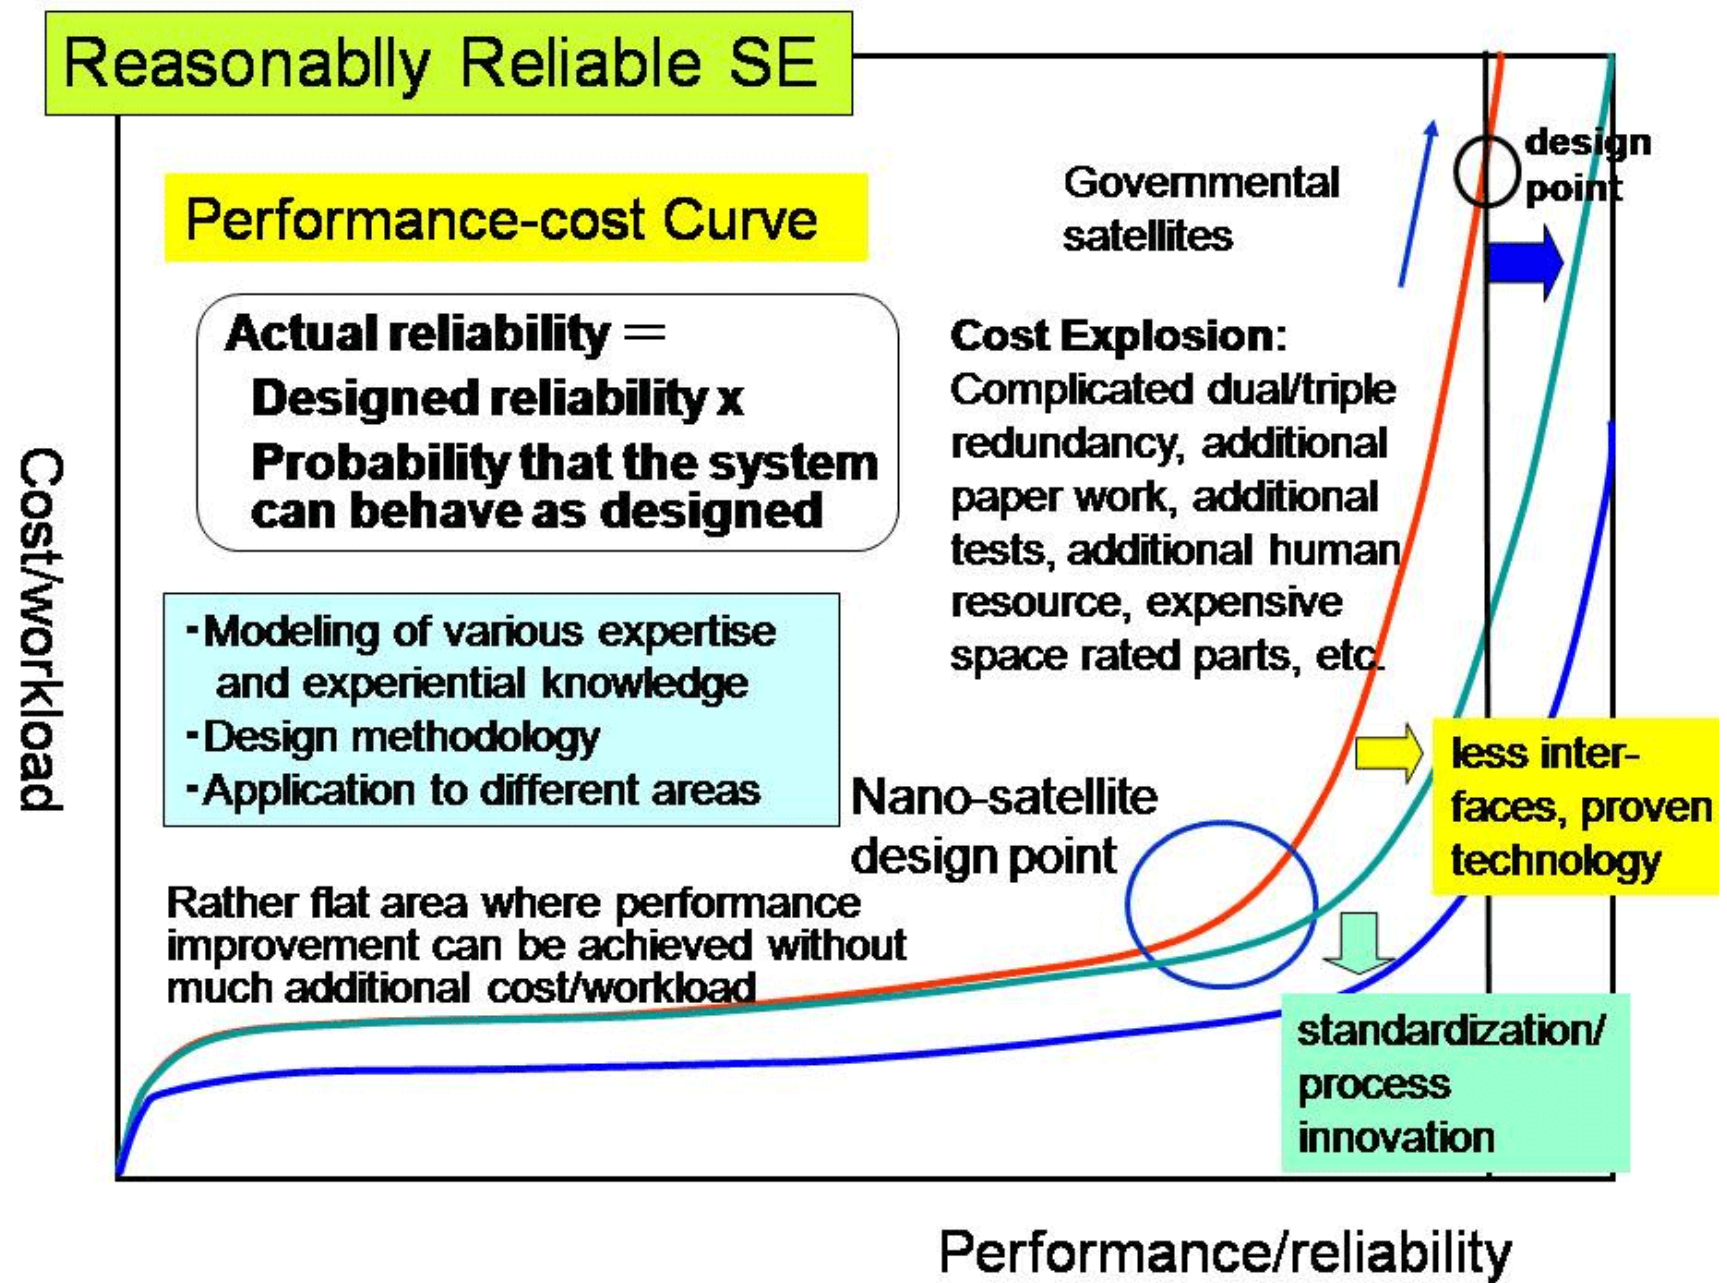 Reasonablly Reliable SE
Performance-cost Curve
Actual reliability =
Designed reliability x
Probability that the system
can behave as designed
- Modeling of various expertise
and experiential knowledge
- Design methodology
- Application to different areas
Rather flat area where performance
improvement can be achieved without
much additional cost/workload
Nano-satellite
design point
Governmental
satellites
design
point
Cost Explosion:
Complicated dual/triple
redundancy, additional
paper work, additional
tests, additional human
resource, expensive
space rated parts, etc.
less inter-
faces, proven
technology
standardization/
process
innovation
Cost/workload
Performance/reliability